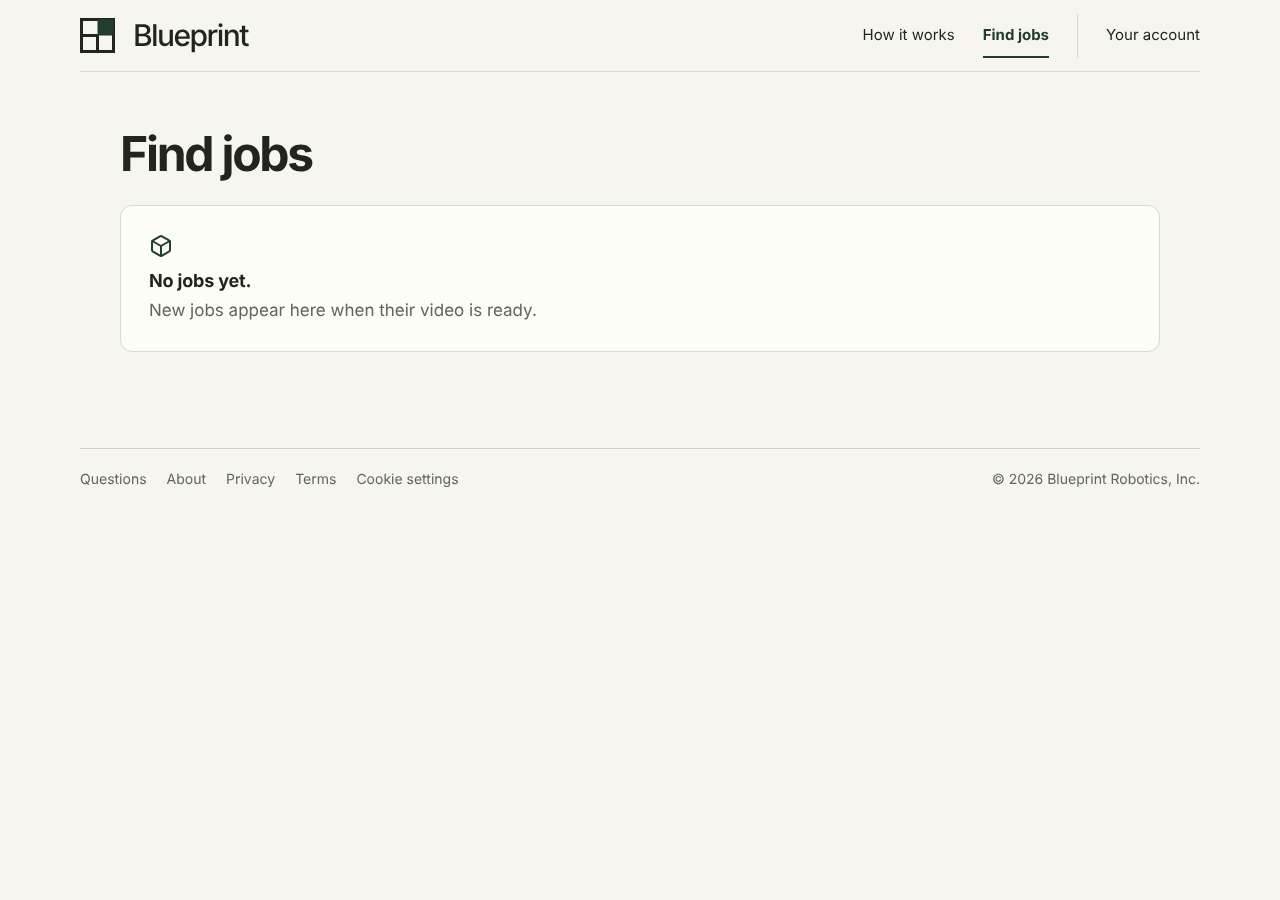 Blueprint
How it works
Find jobs
Your account
Find jobs
No jobs yet.
New jobs appear here when their video is ready.
Questions
About
Privacy
Terms
Cookie settings
© 2026 Blueprint Robotics, Inc.